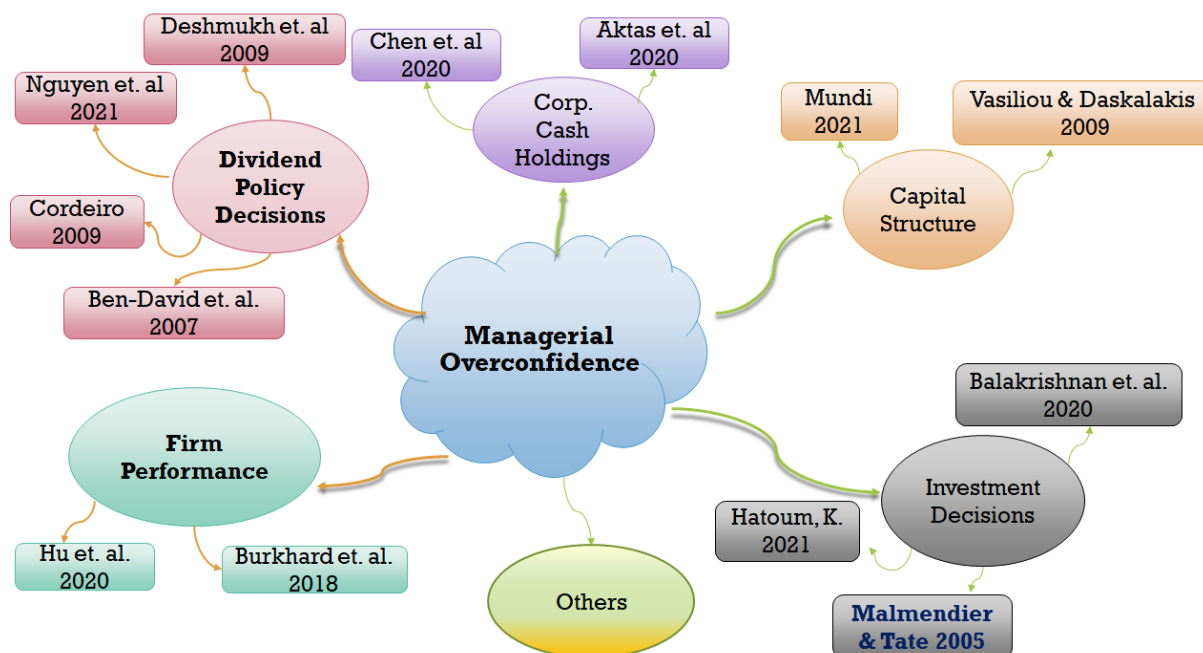 Deshmukh et. al
2009
Nguyen et. al
2021
Dividend
Policy
Decisions
Cordeiro
2009
Ben-David et. al.
2007
Chen et. al
2020
Aktas et. al
2020
Corp.
Cash
Holdings
Mundi
2021
Vasiliou & Daskalakis
2009
Capital
Structure
Managerial
Overconfidence
Firm
Performance
Hu et. al.
2020
Burkhard et. al.
2018
Others
Balakrishnan et. al.
2020
Investment
Decisions
Hatoum, K.
2021
Malmendier
& Tate 2005